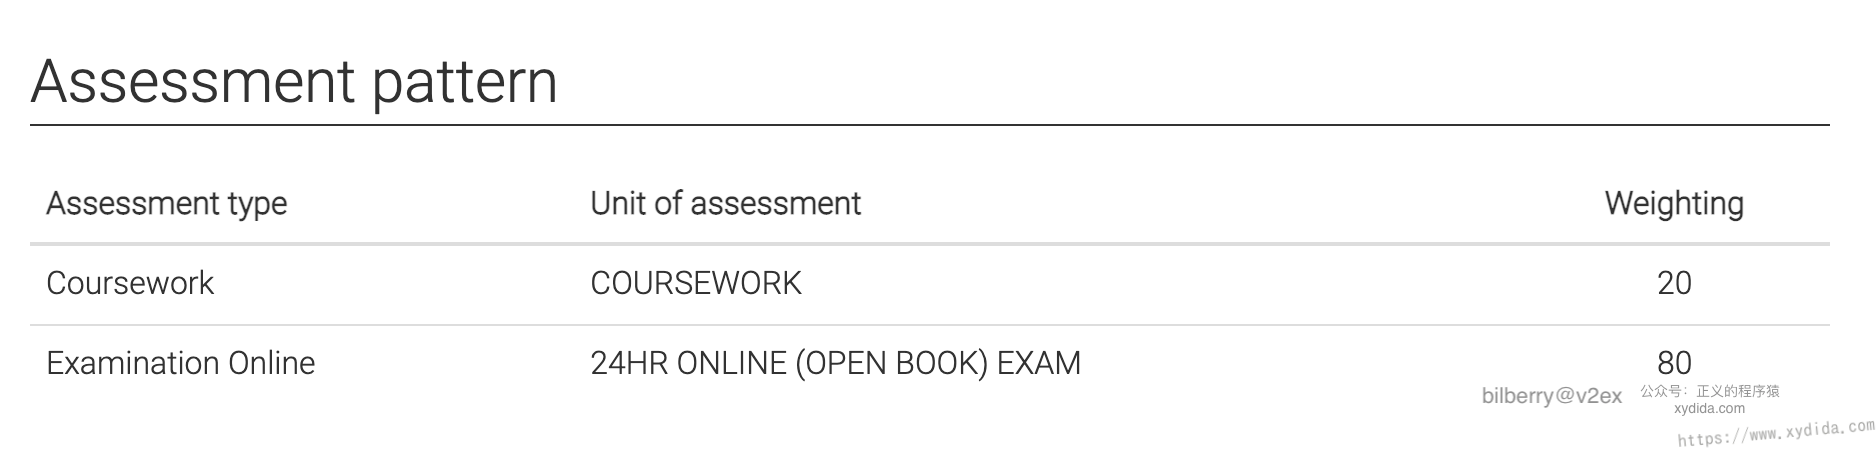 Assessment pattern
Assessment type Unit of assessment Weighting
Coursework COURSEWORK 20
Examination Online 24HR ONLINE (OPEN BOOK) EXAM 80
bilberry@v2ex 公众号：正义的程序猿
xydida.com
https://www.xydida.com